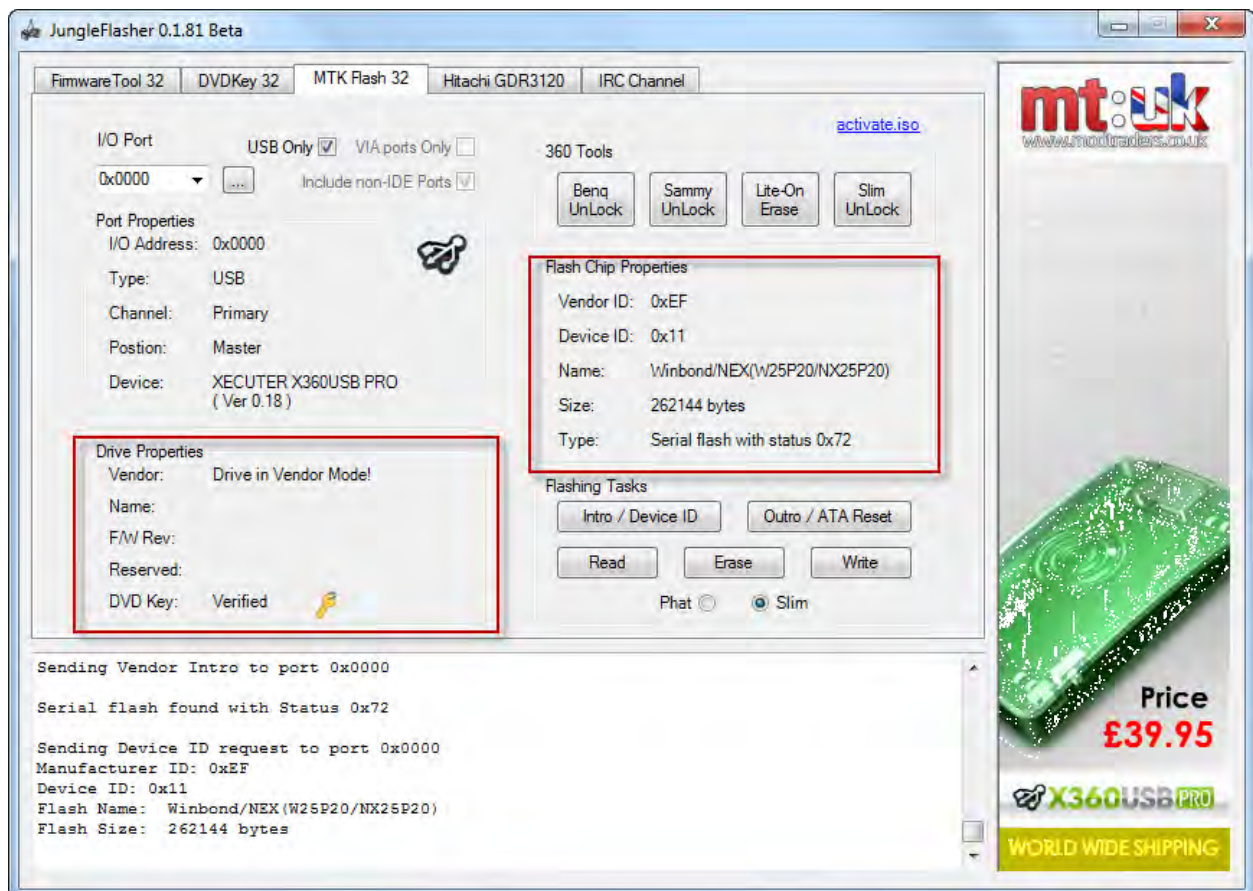 JungleFlasher 0.1.81 Beta
FirmwareTool 32
DVDKey 32
MTK Flash 32
Hitachi GDR3120
IRC Channel
activate.iso
I/O Port
USB Only
VIA ports Only
0x0000
...
Include non-IDE Ports
Port Properties
I/O Address: 0x0000
Type: USB
Channel: Primary
Postion: Master
Device: XECUTER X360USB PRO
( Ver 0.18 )
Drive Properties
Vendor: Drive in Vendor Mode!
Name:
F/W Rev:
Reserved:
DVD Key: Verified
360 Tools
Benq
UnLock
Sammy
UnLock
Lite-On
Erase
Slim
UnLock
Flash Chip Properties
Vendor ID: 0xEF
Device ID: 0x11
Name: Winbond/NEX(W25P20/NX25P20)
Size: 262144 bytes
Type: Serial flash with status 0x72
Flashing Tasks
Intro / Device ID
Outro / ATA Reset
Read
Erase
Write
Phat
Slim
Sending Vendor Intro to port 0x0000
Serial flash found with Status 0x72
Sending Device ID request to port 0x0000
Manufacturer ID: 0xEF
Device ID: 0x11
Flash Name: Winbond/NEX(W25P20/NX25P20)
Flash Size: 262144 bytes
mt:uk
www.modtraders.co.uk
Price
£39.95
X360USB PRO
WORLD WIDE SHIPPING